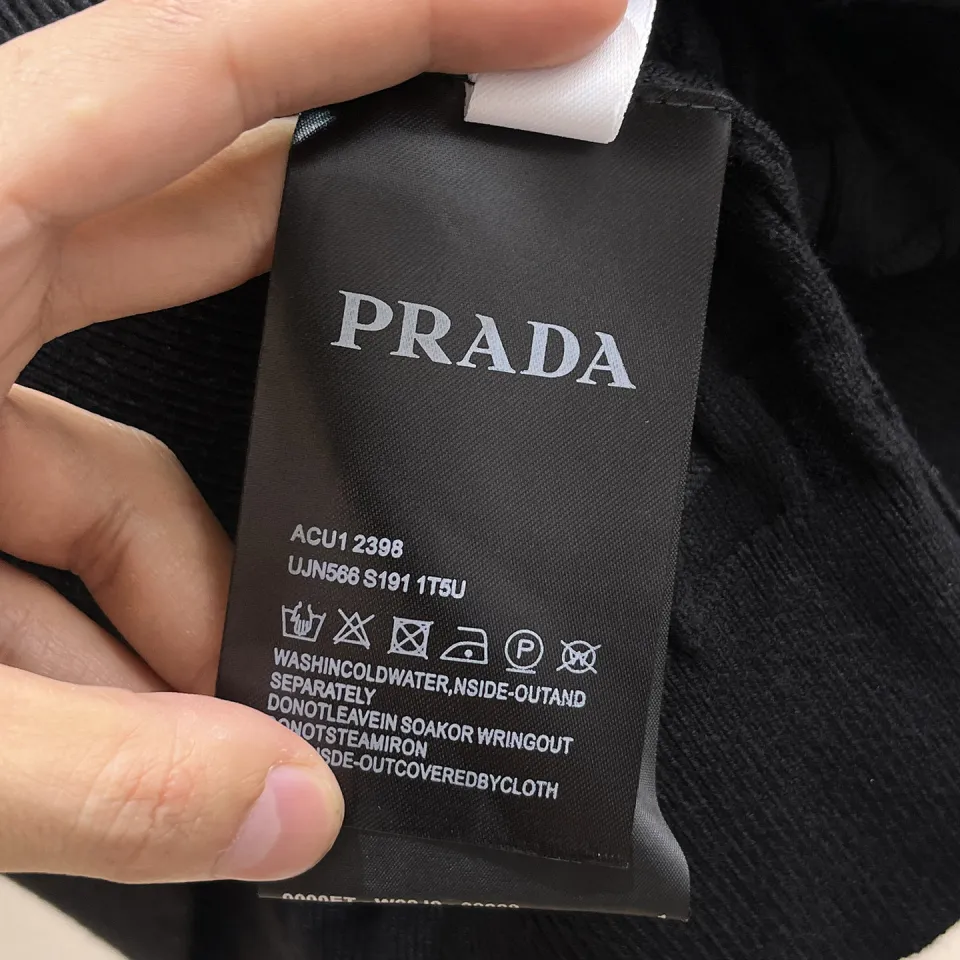 PRADA
ACU1 2398
UJN566 S191 1T5U
P
W
WASHINCOLDWATER,NSIDE-OUTAND
SEPARATELY
DONOTLEAVEIN SOAKOR WRINGOUT
DONOTSTEAMIRON
SDE-OUTCOVEREDBYCLOTH